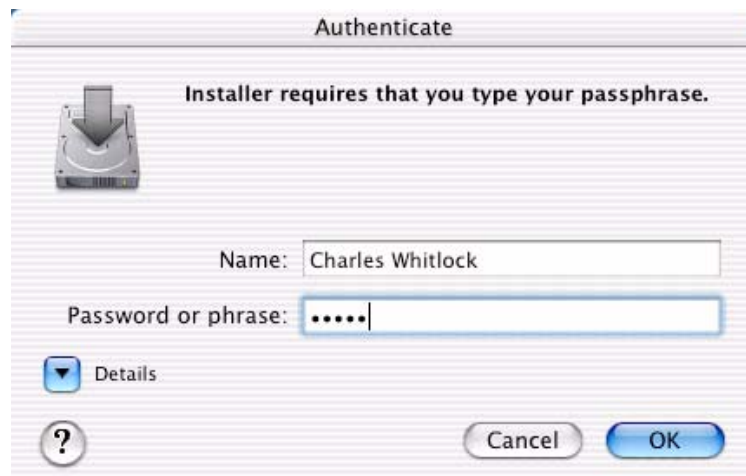 Authenticate
Installer requires that you type your passphrase.
Name: Charles Whitlock
Password or phrase: •••••
Details
?
Cancel OK